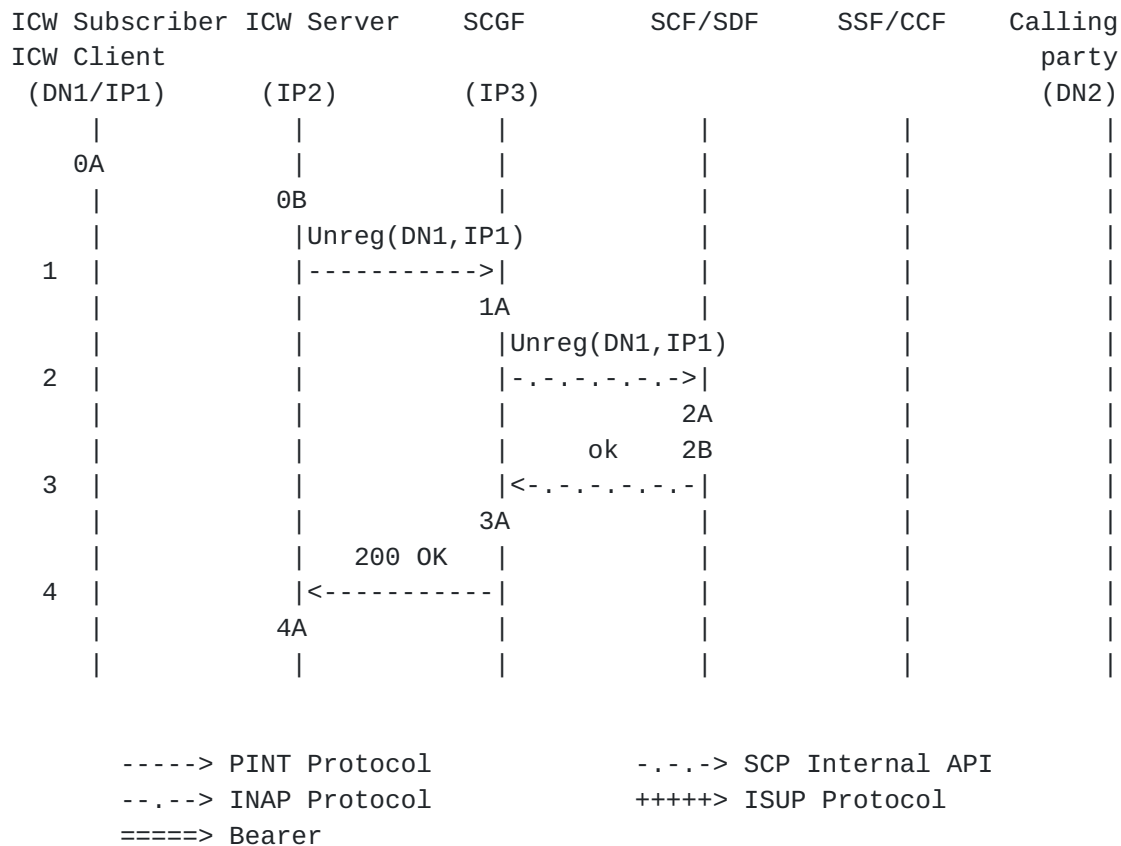 ICW Subscriber ICW Server    SCGF        SCF/SDF     SSF/CCF    Calling
ICW Client                                                        party
 (DN1/IP1)      (IP2)       (IP3)                                (DN2)
     |            |            |            |            |            |
    0A            |            |            |            |            |
     |           0B            |            |            |            |
     |            |Unreg(DN1,IP1)           |            |            |
  1  |            |----------->|            |            |            |
     |            |           1A            |            |            |
     |            |            |Unreg(DN1,IP1)           |            |
  2  |            |            |-.-.-.-.-.->|            |            |
     |            |            |           2A            |            |
     |            |            |     ok    2B            |            |
  3  |            |            |<-.-.-.-.-.-|            |            |
     |            |           3A            |            |            |
     |            |   200 OK   |            |            |            |
  4  |            |<-----------|            |            |            |
     |           4A            |            |            |            |
     |            |            |            |            |            |
-----> PINT Protocol             -.-.-> SCP Internal API
--.--> INAP Protocol             +++++> ISUP Protocol
=====> Bearer